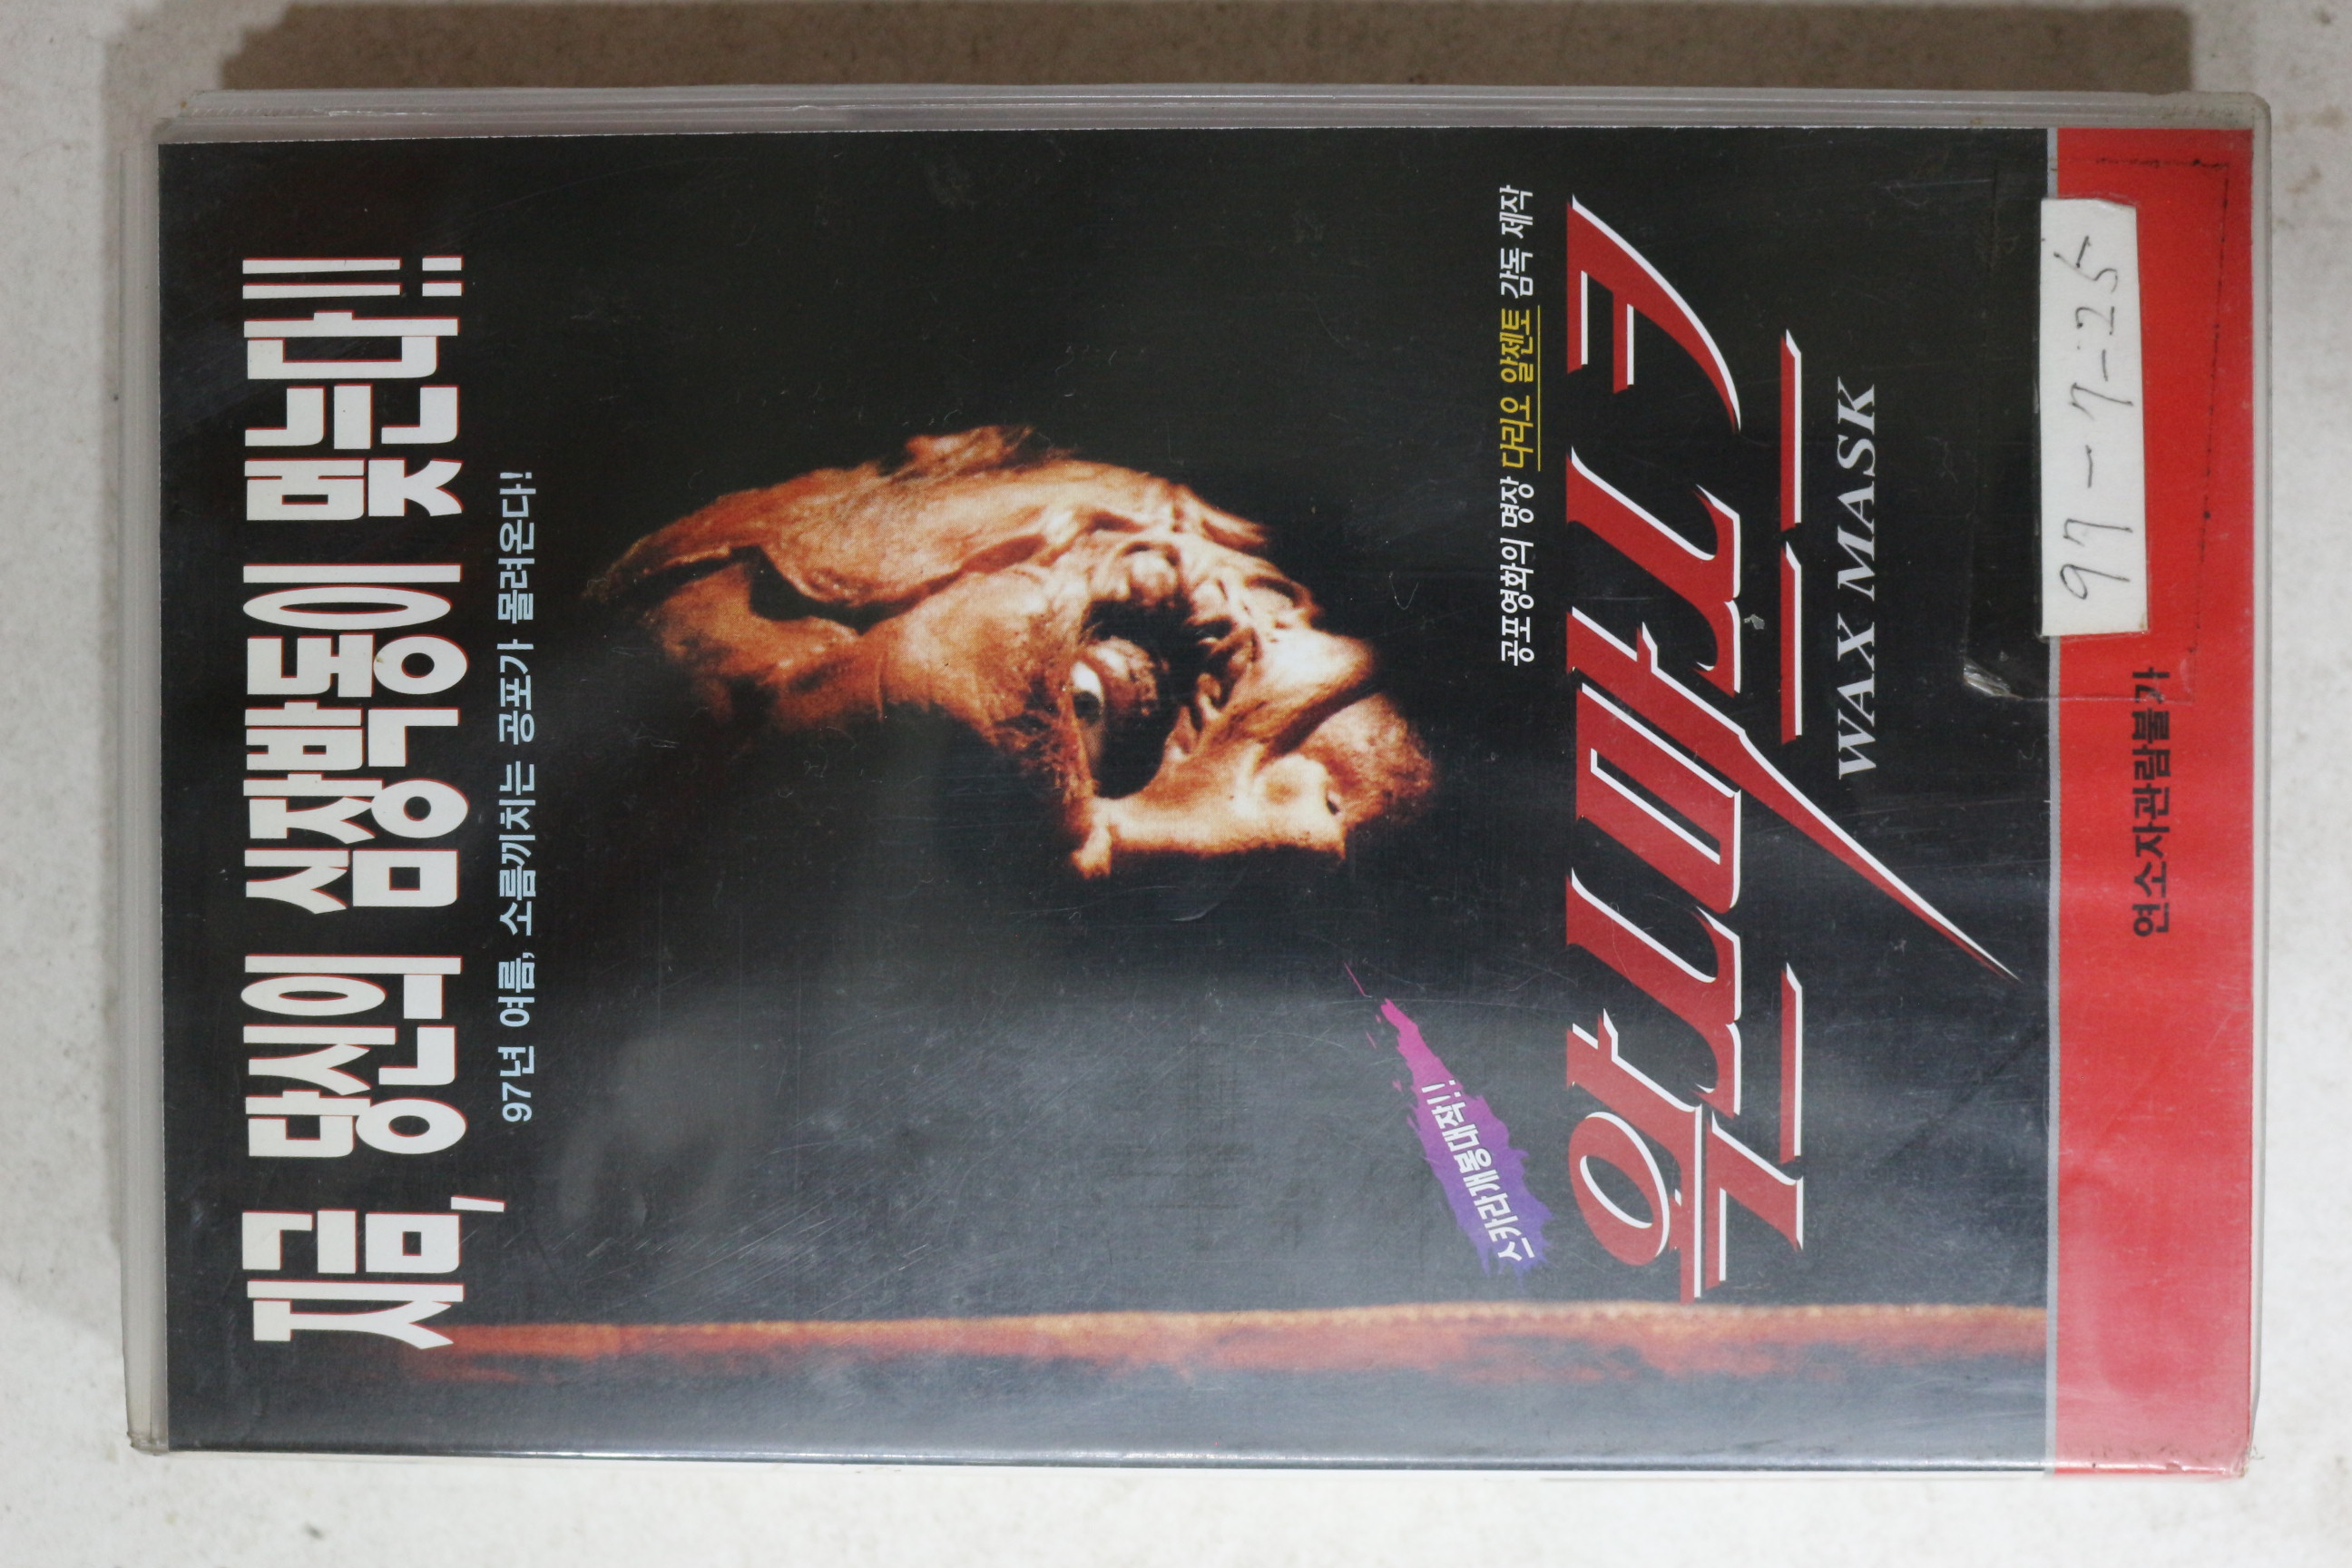 지금, 당신의 심장박동이 멎는다!!
97년 여름, 소름끼치는 공포가 몰려온다!
스카라개봉대작!!
공포영화의 명장 다리오 알젠토 감독 제작
왁스마스크
WAX MASK
97-7-25
연소자관람불가